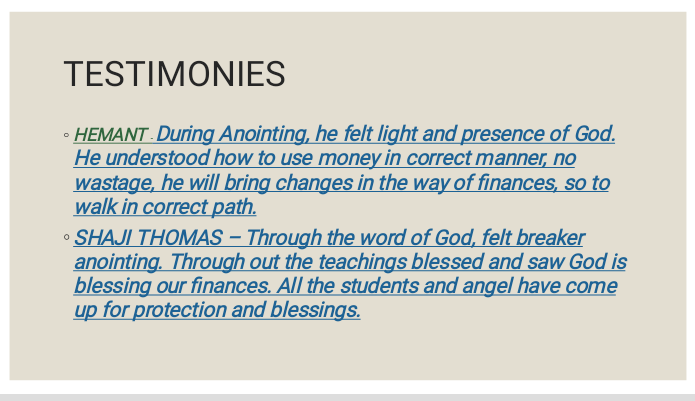 TESTIMONIES
◦ HEMANT - During Anointing, he felt light and presence of God.
He understood how to use money in correct manner, no
wastage, he will bring changes in the way of finances, so to
walk in correct path.
◦ SHAJI THOMAS – Through the word of God, felt breaker
anointing. Through out the teachings blessed and saw God is
blessing our finances. All the students and angel have come
up for protection and blessings.